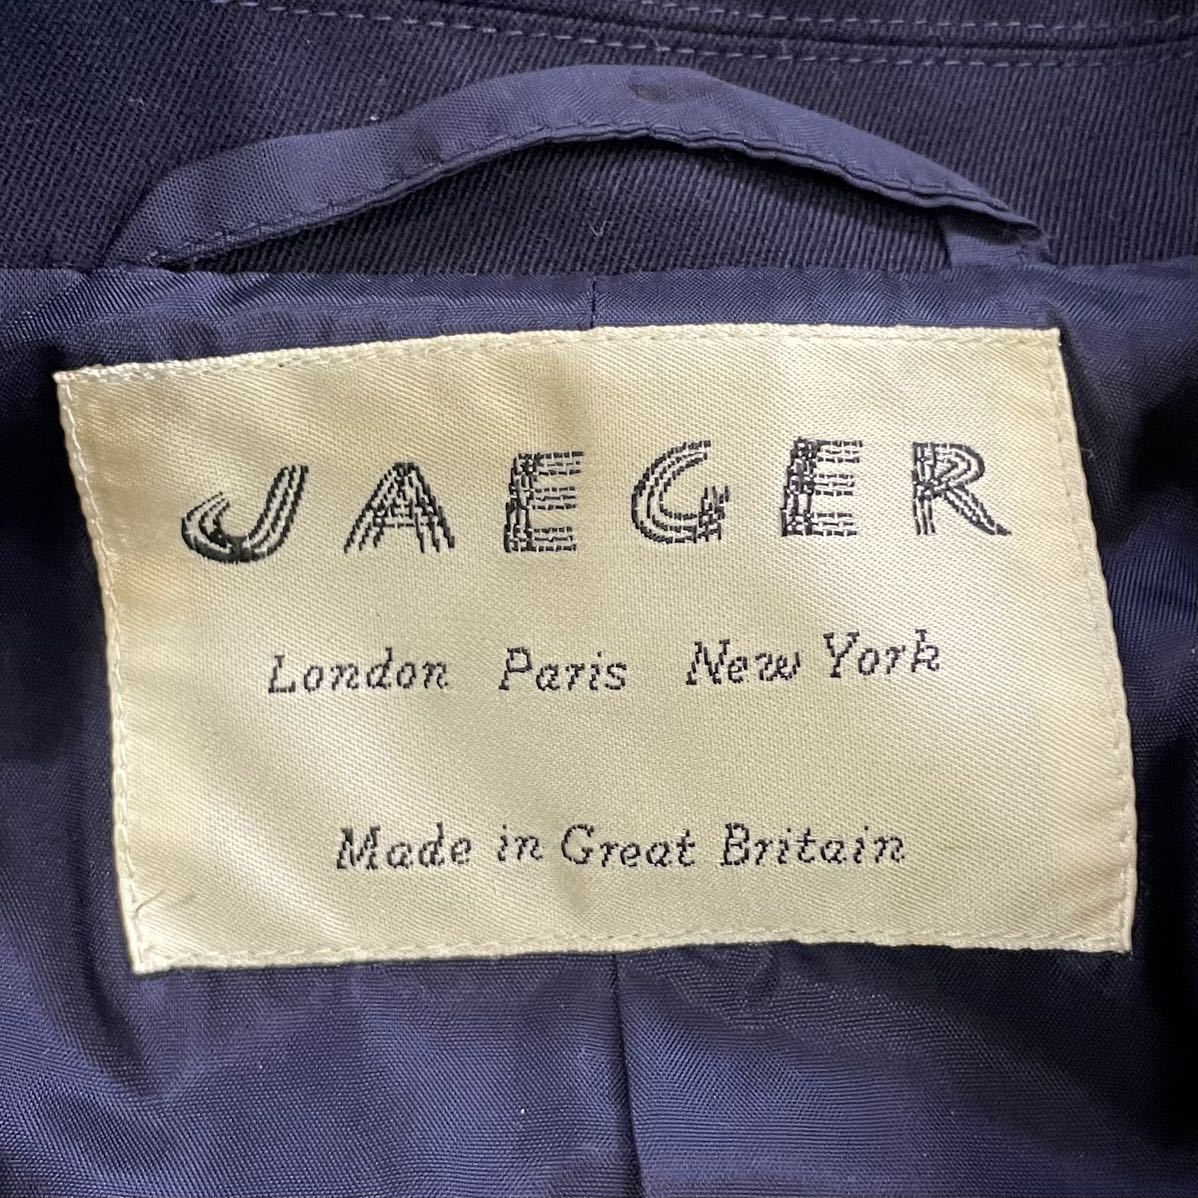 JAEGER
London Paris New York
Made in Great Britain